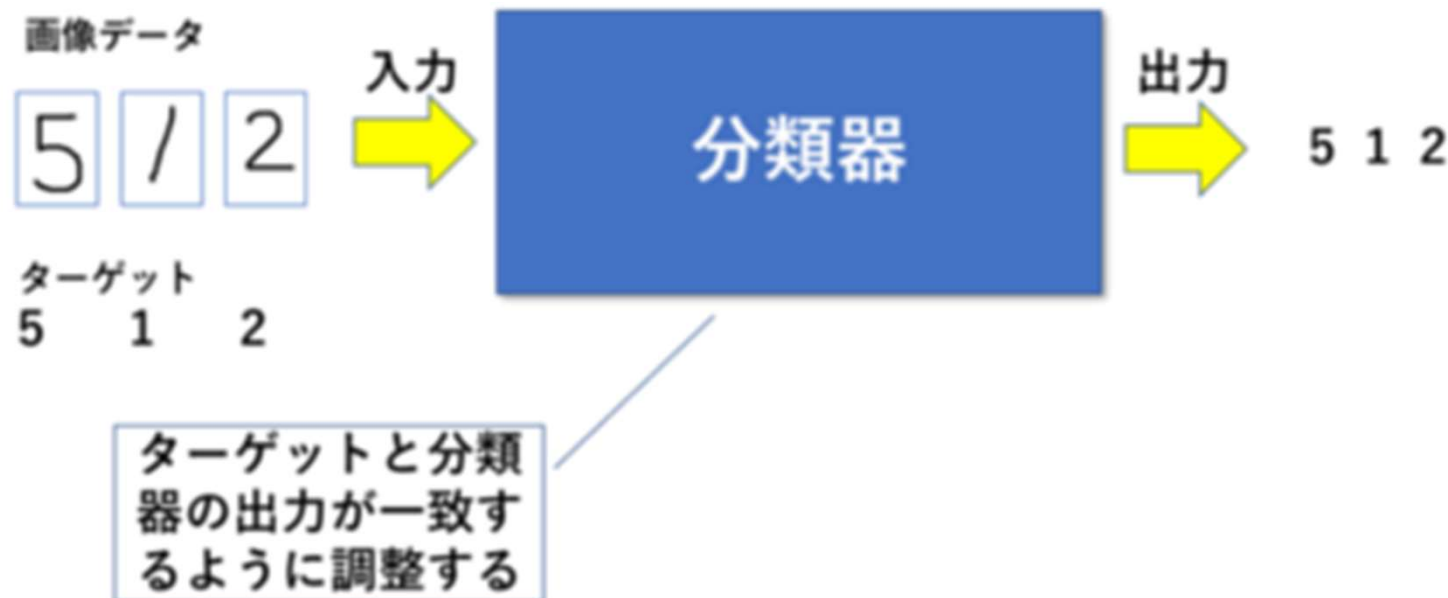 画像データ
5 1 2
入力
分類器
出力
5 1 2
ターゲット
5 1 2
ターゲットと分類
器の出力が一致す
るように調整する